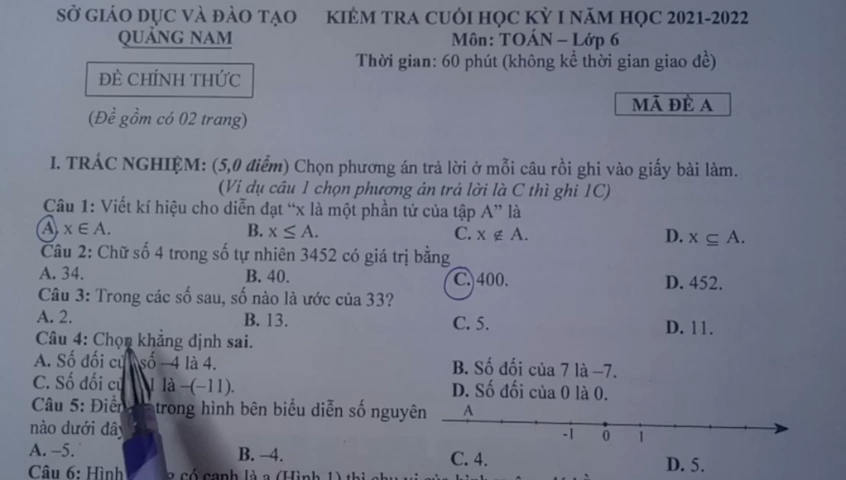 SỞ GIÁO DỤC VÀ ĐÀO TẠO
QUẢNG NAM
ĐỀ CHÍNH THỨC
(Đề gồm có 02 trang)
KIỂM TRA CUỐI HỌC KỲ I NĂM HỌC 2021-2022
Môn: TOÁN – Lớp 6
Thời gian: 60 phút (không kể thời gian giao đề)
MÃ ĐỀ A
I. TRẮC NGHIỆM: (5,0 điểm) Chọn phương án trả lời ở mỗi câu rồi ghi vào giấy bài làm.
(Ví dụ câu 1 chọn phương án trả lời là C thì ghi 1C)
Câu 1: Viết kí hiệu cho diễn đạt “x là một phần tử của tập A” là
A. x ∈ A. B. x ≤ A. C. x ∉ A. D. x ⊆ A.
Câu 2: Chữ số 4 trong số tự nhiên 3452 có giá trị bằng
A. 34. B. 40. C. 400. D. 452.
Câu 3: Trong các số sau, số nào là ước của 33?
A. 2. B. 13. C. 5. D. 11.
Câu 4: Chọn khẳng định sai.
A. Số đối số –4 là 4. B. Số đối của 7 là –7.
C. Số đối là –(–11). D. Số đối của 0 là 0.
Câu 5: trong hình bên biểu diễn số nguyên
nào dưới
A -1 0 1
A. –5. B. –4. C. 4. D. 5.
Câu 6: Hình có cạnh là a (Hình 1) thì chu vi của hình